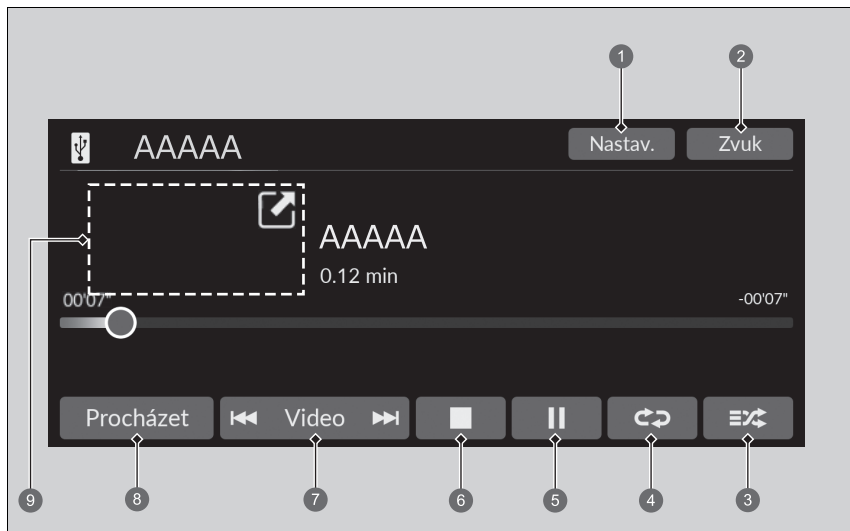 1 2
AAAAA Nastav. Zvuk
AAAAA
0.12 min
00'07" -00'07"
Procházet Video
9 8 7 6 5 4 3